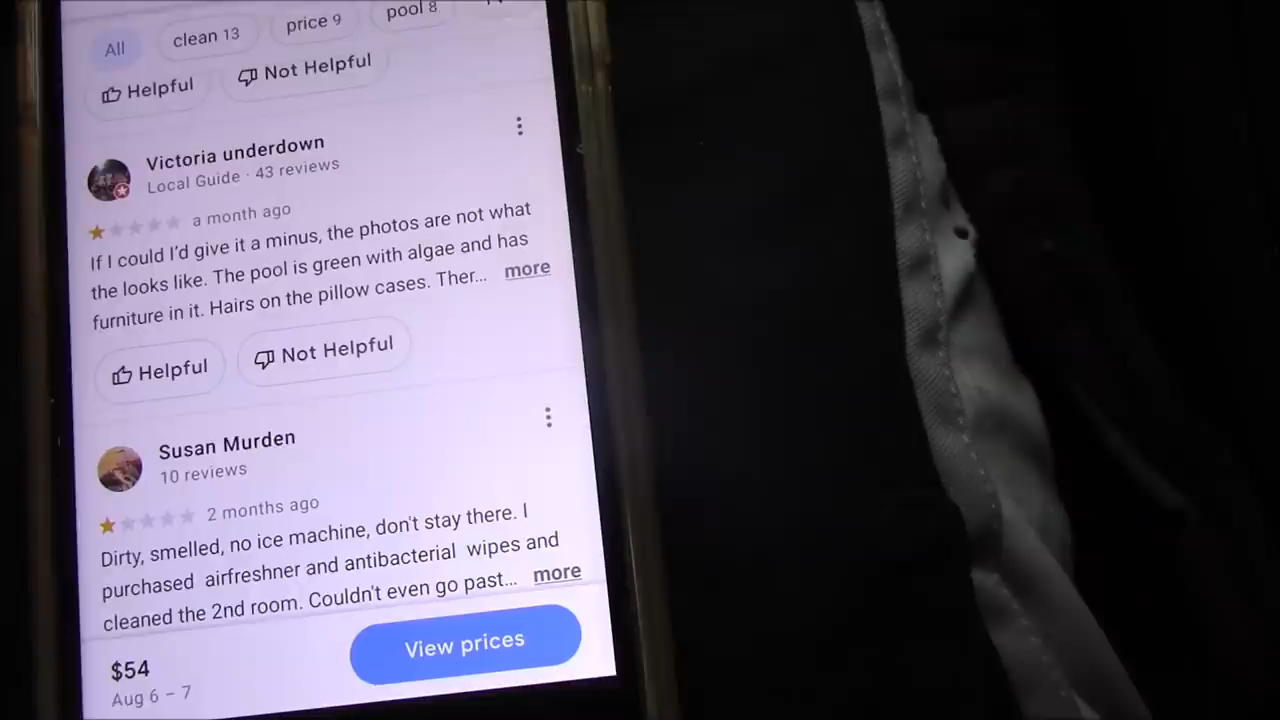 All
clean 13
price 9
pool 8
Helpful
Not Helpful
Victoria underdown
Local Guide · 43 reviews
a month ago
If I could I'd give it a minus, the photos are not what
the looks like. The pool is green with algae and has
furniture in it. Hairs on the pillow cases. Ther... more
Helpful
Not Helpful
Susan Murden
10 reviews
2 months ago
Dirty, smelled, no ice machine, don't stay there. I
purchased airfreshner and antibacterial wipes and
cleaned the 2nd room. Couldn't even go past... more
$54
Aug 6 – 7
View prices